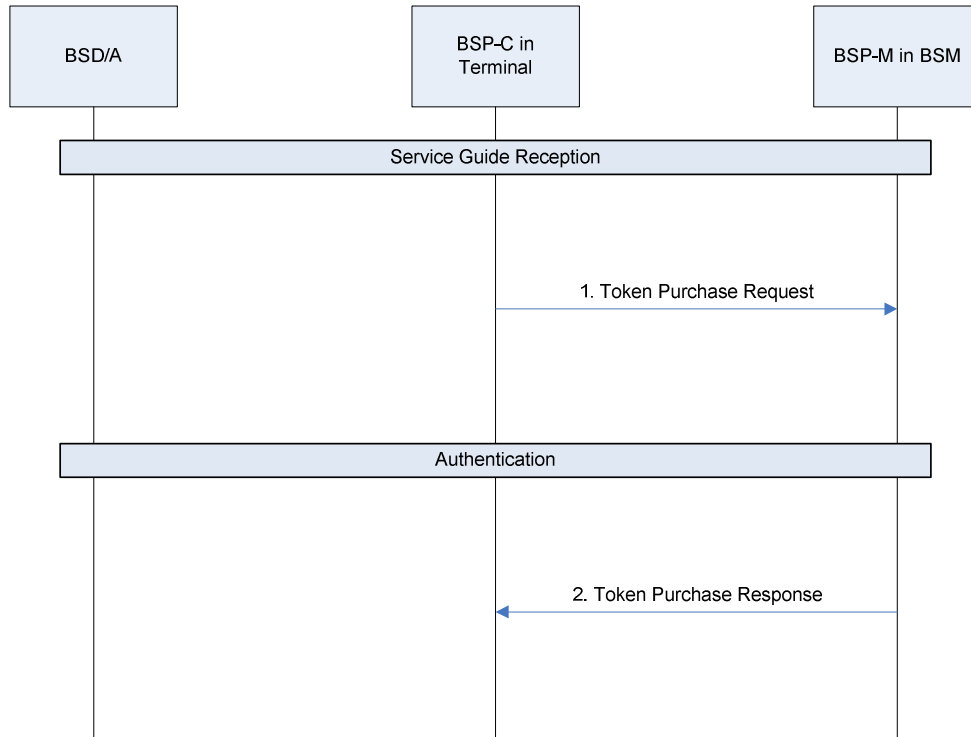 BSD/A
BSP-C in
Terminal
BSP-M in BSM
Service Guide Reception
1. Token Purchase Request
Authentication
2. Token Purchase Response